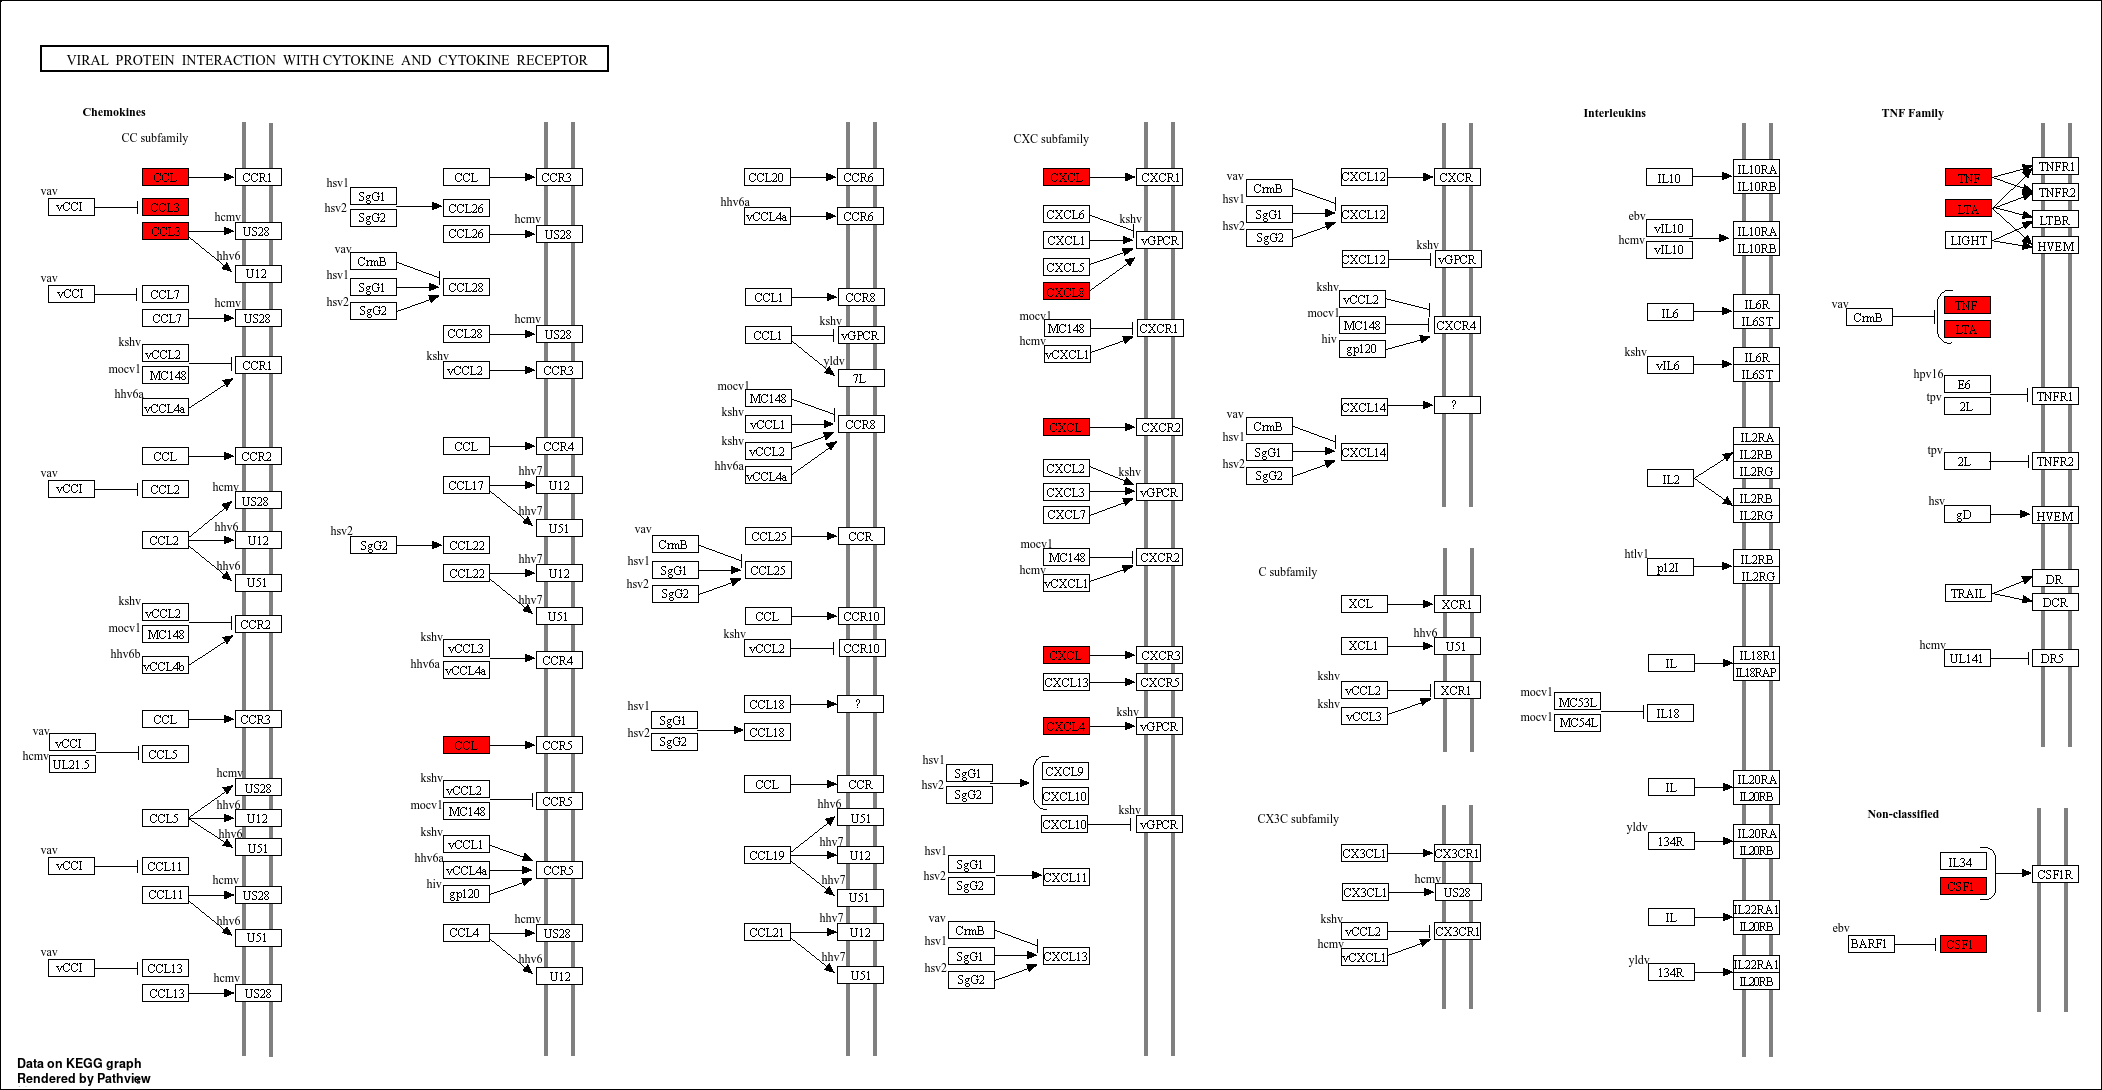 VIRAL PROTEIN INTERACTION WITH CYTOKINE AND CYTOKINE RECEPTOR
Chemokines
CC subfamily
CCL
CCR1
vav
vCCI
CCL3
CCL3
hcmv
US28
hhv6
U12
vav
vCCI
CCL7
CCL7
hcmv
US28
kshv
vCCL2
mocv1
MC148
hhv6a
vCCL4a
CCR1
CCL
CCR2
vav
vCCI
CCL2
CCL2
hcmv
US28
hhv6
U12
hhv6
U51
kshv
vCCL2
mocv1
MC148
hhv6b
vCCL4b
CCR2
CCL
CCR3
vav
vCCI
hcmv
UL21.5
CCL5
CCL5
hcmv
US28
hhv6
U12
hhv6
U51
vav
vCCI
CCL11
CCL11
hcmv
US28
hhv6
U51
vav
vCCI
CCL13
CCL13
hcmv
US28
CCL
CCR3
hsv1
SgG1
hsv2
SgG2
CCL26
CCL26
hcmv
US28
vav
CrmB
hsv1
SgG1
hsv2
SgG2
CCL28
CCL28
hcmv
US28
kshv
vCCL2
CCR3
CCL
CCR4
CCL17
hhv7
U12
hhv7
U51
hsv2
SgG2
CCL22
CCL22
hhv7
U12
hhv7
U51
kshv
vCCL3
hhv6a
vCCL4a
CCR4
CCL
CCR5
kshv
vCCL2
mocv1
MC148
CCR5
kshv
vCCL1
hhv6a
vCCL4a
hiv
gp120
CCR5
CCL4
hcmv
US28
hhv6
U12
CCL20
CCR6
hhv6a
vCCL4a
CCR6
CCL1
CCR8
CCL1
kshv
vGPCR
yldv
7L
mocv1
MC148
kshv
vCCL1
kshv
vCCL2
hhv6a
vCCL4a
CCR8
CCL25
CCR
vav
CrmB
hsv1
SgG1
hsv2
SgG2
CCL25
CCL
CCR10
kshv
vCCL2
CCR10
CCL18
?
hsv1
SgG1
hsv2
SgG2
CCL18
CCL
CCR
CCL19
hhv6
U51
hhv7
U12
hhv7
U51
CCL21
hhv7
U12
hhv7
U51
CXC subfamily
CXCL
CXCR1
CXCL6
CXCL1
CXCL5
CXCL8
kshv
vGPCR
mocv1
MC148
hcmv
vCXCL1
CXCR1
CXCL
CXCR2
CXCL2
CXCL3
CXCL7
kshv
vGPCR
mocv1
MC148
hcmv
vCXCL1
CXCR2
CXCL
CXCR3
CXCL13
CXCR5
CXCL4
kshv
vGPCR
hsv1
SgG1
hsv2
SgG2
CXCL9
CXCL10
CXCL10
kshv
vGPCR
hsv1
SgG1
hsv2
SgG2
CXCL11
vav
CrmB
hsv1
SgG1
hsv2
SgG2
CXCL13
CXCL12
CXCR
vav
CrmB
hsv1
SgG1
hsv2
SgG2
CXCL12
CXCL12
kshv
vGPCR
kshv
vCCL2
mocv1
MC148
hiv
gp120
CXCR4
CXCL14
?
vav
CrmB
hsv1
SgG1
hsv2
SgG2
CXCL14
C subfamily
XCL
XCR1
XCL1
hhv6
U51
kshv
vCCL2
kshv
vCCL3
XCR1
CX3C subfamily
CX3CL1
CX3CR1
CX3CL1
hcmv
US28
kshv
vCCL2
hcmv
vCXCL1
CX3CR1
Interleukins
IL10
IL10RA
IL10RB
ebv
vIL10
hcmv
vIL10
IL10RA
IL10RB
IL6
IL6R
IL6ST
kshv
vIL6
IL6R
IL6ST
IL2
IL2RA
IL2RB
IL2RG
IL2RB
IL2RG
htlv1
p12I
IL2RB
IL2RG
IL
IL18R1
IL18RAP
mocv1
MC53L
mocv1
MC54L
IL18
IL
IL20RA
IL20RB
yldv
134R
IL20RA
IL20RB
IL
IL22RA1
IL20RB
yldv
134R
IL22RA1
IL20RB
TNF Family
TNF
LTA
LIGHT
TNFR1
TNFR2
LTBR
HVEM
vav
CrmB
TNF
LTA
hpv16
E6
tpv
2L
TNFR1
tpv
2L
TNFR2
hsv
gD
HVEM
TRAIL
DR
DCR
hcmv
UL141
DR5
Non-classified
IL34
CSF1
CSF1R
ebv
BARF1
CSF1
Data on KEGG graph
Rendered by Pathview